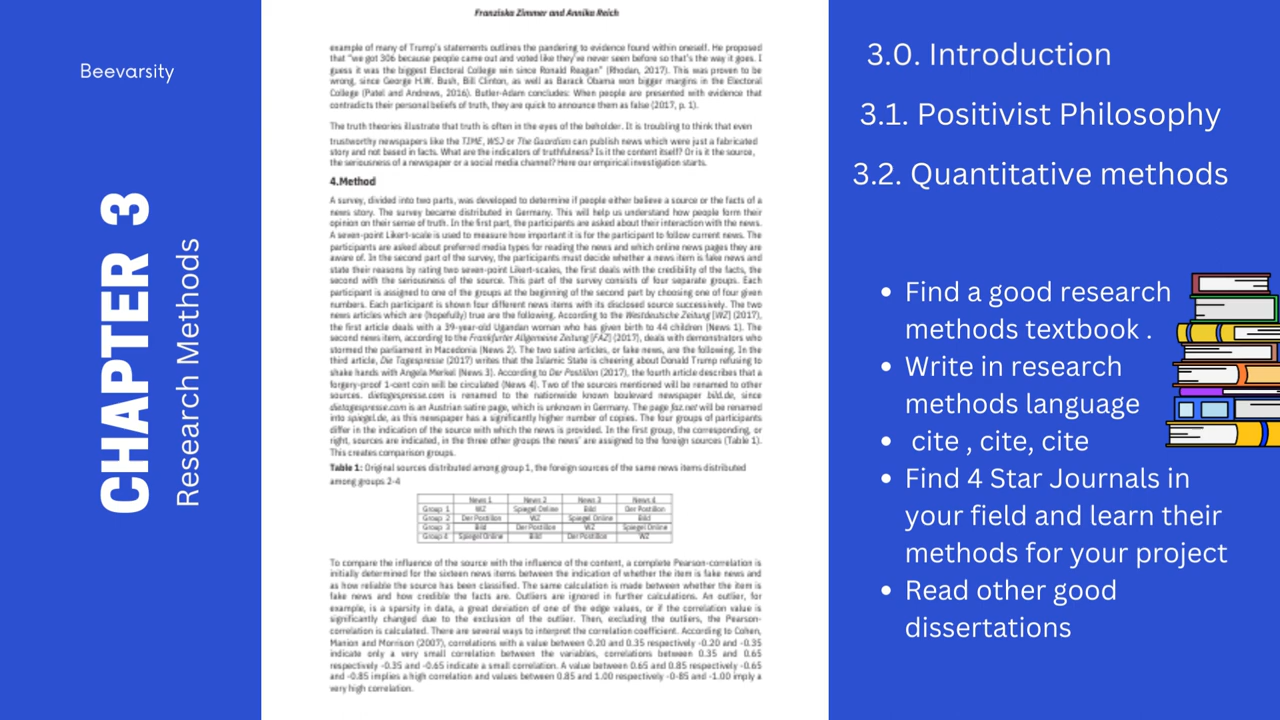 Beevarsity
CHAPTER 3
Research Methods
Franziska Zimmer and Annika Reich
example of many of Trump's statements outlines the pandering to evidence found within oneself. He proposed
that "we got 306 because people came out and voted like they've never seen before so that's the way it goes. I
guess it was the biggest Electoral College win since Ronald Reagan" (Rhodan, 2017). This was proven to be
wrong, since George H.W. Bush, Bill Clinton, as well as Barack Obama won bigger margins in the Electoral
College (Patel and Andrews, 2016). Butler-Adam concludes: When people are presented with evidence that
contradicts their personal beliefs of truth, they are quick to announce them as false (2017, p. 1).
The truth theories illustrate that truth is often in the eyes of the beholder. It is troubling to think that even
trustworthy newspapers like the TIME, WSJ or The Guardian can publish news which were just a fabricated
story and not based in facts. What are the indicators of truthfulness? Is it the content itself? Or is it the source,
the seriousness of a newspaper or a social media channel? Here our empirical investigation starts.
4.Method
A survey, divided into two parts, was developed to determine if people either believe a source or the facts of a
news story. The survey became distributed in Germany. This will help us understand how people form their
opinion on their sense of truth. In the first part, the participants are asked about their interaction with the news.
A seven-point Likert-scale is used to measure how important it is for the participant to follow current news. The
participants are asked about preferred media types for reading the news and which online news pages they are
aware of. In the second part of the survey, the participants must decide whether a news item is fake news and
state their reasons by rating two seven-point Likert-scales, the first deals with the credibility of the facts, the
second with the seriousness of the source. This part of the survey consists of four separate groups. Each
participant is assigned to one of the groups at the beginning of the second part by choosing one of four given
numbers. Each participant is shown four different news items with its disclosed source successively. The two
news articles which are (hopefully) true are the following. According to the Westdeutsche Zeitung [WZ] (2017),
the first article deals with a 39-year-old Ugandan woman who has given birth to 44 children (News 1). The
second news item, according to the Frankfurter Allgemeine Zeitung [FAZ] (2017), deals with demonstrators who
stormed the parliament in Macedonia (News 2). The two satire articles, or fake news, are the following. In the
third article, Die Tagespresse (2017) writes that the Islamic State is cheering about Donald Trump refusing to
shake hands with Angela Merkel (News 3). According to Der Postillon (2017), the fourth article describes that a
forgery-proof 1-cent coin will be circulated (News 4). Two of the sources mentioned will be renamed to other
sources. dietagespresse.com is renamed to the nationwide known boulevard newspaper bild.de, since
dietagespresse.com is an Austrian satire page, which is unknown in Germany. The page faz.net will be renamed
into spiegel.de, as this newspaper has a significantly higher number of copies. The four groups of participants
differ in the indication of the source with which the news is provided. In the first group, the corresponding, or
right, sources are indicated, in the three other groups the news' are assigned to the foreign sources (Table 1).
This creates comparison groups.
Table 1: Original sources distributed among group 1, the foreign sources of the same news items distributed
among groups 2-4
News 1 News 2 News 3 News 4
Group 1 WZ Spiegel Online Bild Der Postillon
Group 2 Der Postillon WZ Spiegel Online Bild
Group 3 Bild Der Postillon WZ Spiegel Online
Group 4 Spiegel Online Bild Der Postillon WZ
To compare the influence of the source with the influence of the content, a complete Pearson-correlation is
initially determined for the sixteen news items between the indication of whether the item is fake news and
as how reliable the source has been classified. The same calculation is made between whether the item is
fake news and how credible the facts are. Outliers are ignored in further calculations. An outlier, for
example, is a sparsity in data, a great deviation of one of the edge values, or if the correlation value is
significantly changed due to the exclusion of the outlier. Then, excluding the outliers, the Pearson-
correlation is calculated. There are several ways to interpret the correlation coefficient. According to Cohen,
Manion and Morrison (2007), correlations with a value between 0.20 and 0.35 respectively -0.20 and -0.35
indicate only a very small correlation between the variables, correlations between 0.35 and 0.65
respectively -0.35 and -0.65 indicate a small correlation. A value between 0.65 and 0.85 respectively -0.65
and -0.85 implies a high correlation and values between 0.85 and 1.00 respectively -0-85 and -1.00 imply a
very high correlation.
3.0. Introduction
3.1. Positivist Philosophy
3.2. Quantitative methods
• Find a good research
methods textbook .
• Write in research
methods language
• cite , cite, cite
• Find 4 Star Journals in
your field and learn their
methods for your project
• Read other good
dissertations